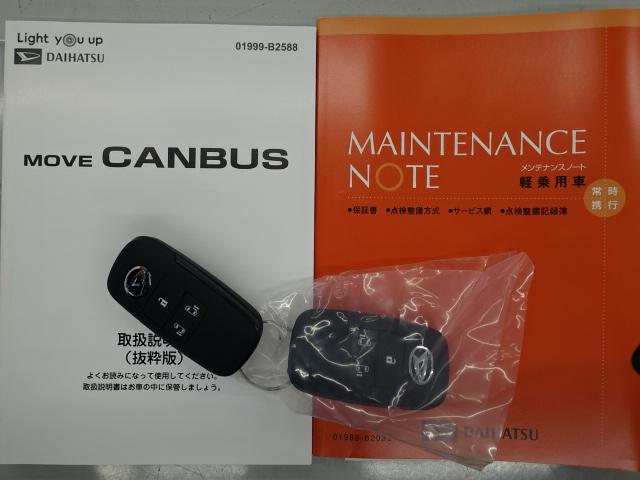 Light you up
DAIHATSU
01999-B2588
MOVE CANBUS
取扱説明
(抜粋版)
よくお読みになって使用してください。
取扱説明書はお車の中に保管しましょう。
MAINTENANCE
NOTE
メンテナンスノート
軽乗用車
常時
携行
●保証書 ●点検整備方式 ●サービス網 ●点検整備記録簿
DAIHATSU